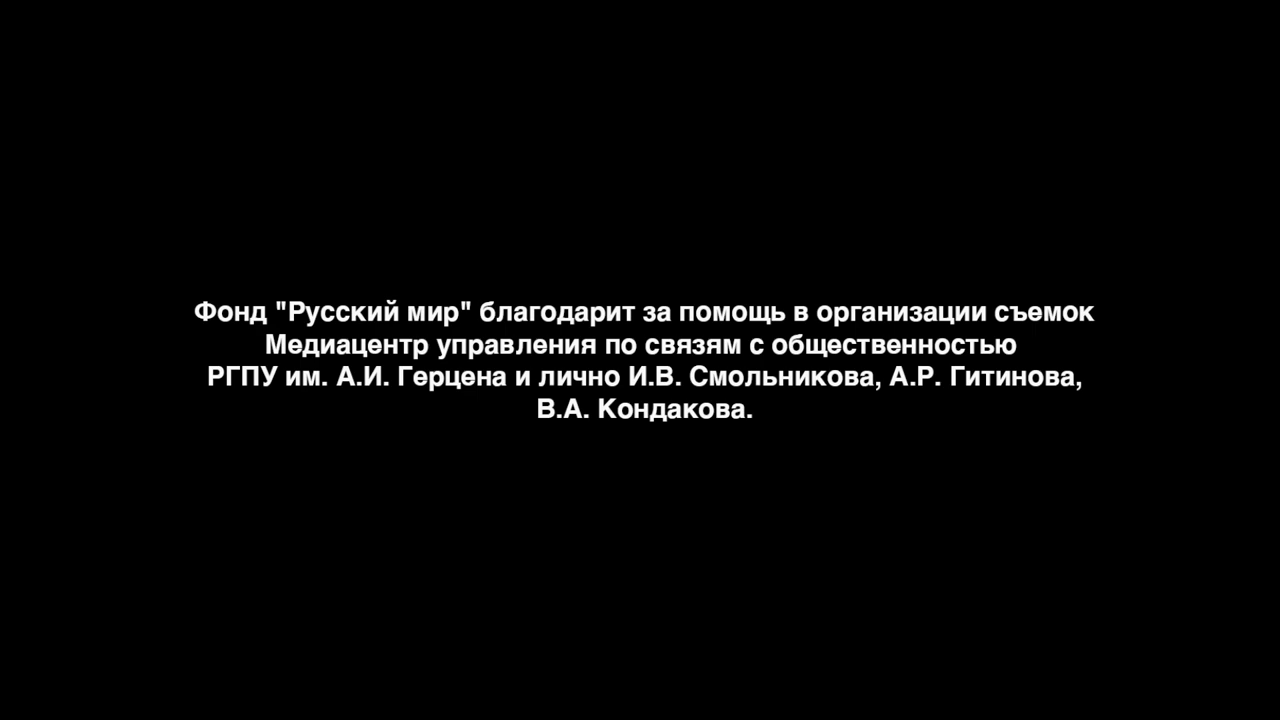 Фонд "Русский мир" благодарит за помощь в организации съемок
Медиацентр управления по связям с общественностью
РГПУ им. А.И. Герцена и лично И.В. Смольникова, А.Р. Гитинова,
В.А. Кондакова.